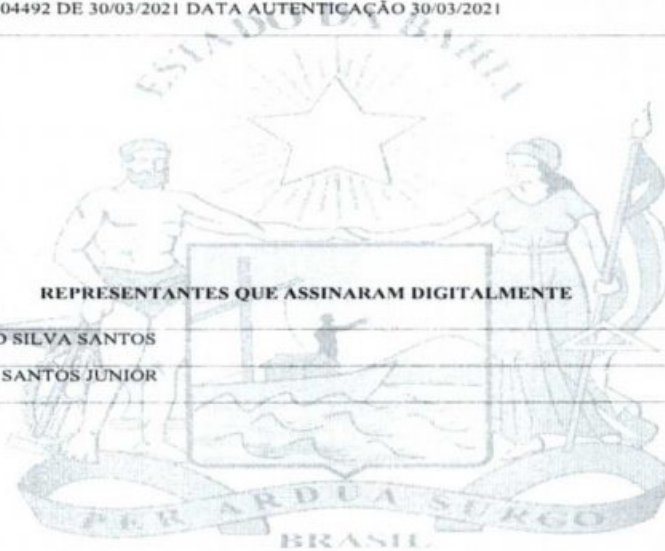 04492 DE 30/03/2021 DATA AUTENTICAÇÃO 30/03/2021
ESTADO DA BAHIA
REPRESENTANTES QUE ASSINARAM DIGITALMENTE
SILVA SANTOS
SANTOS JUNIOR
PER ARDUA SURGO
BRASIL